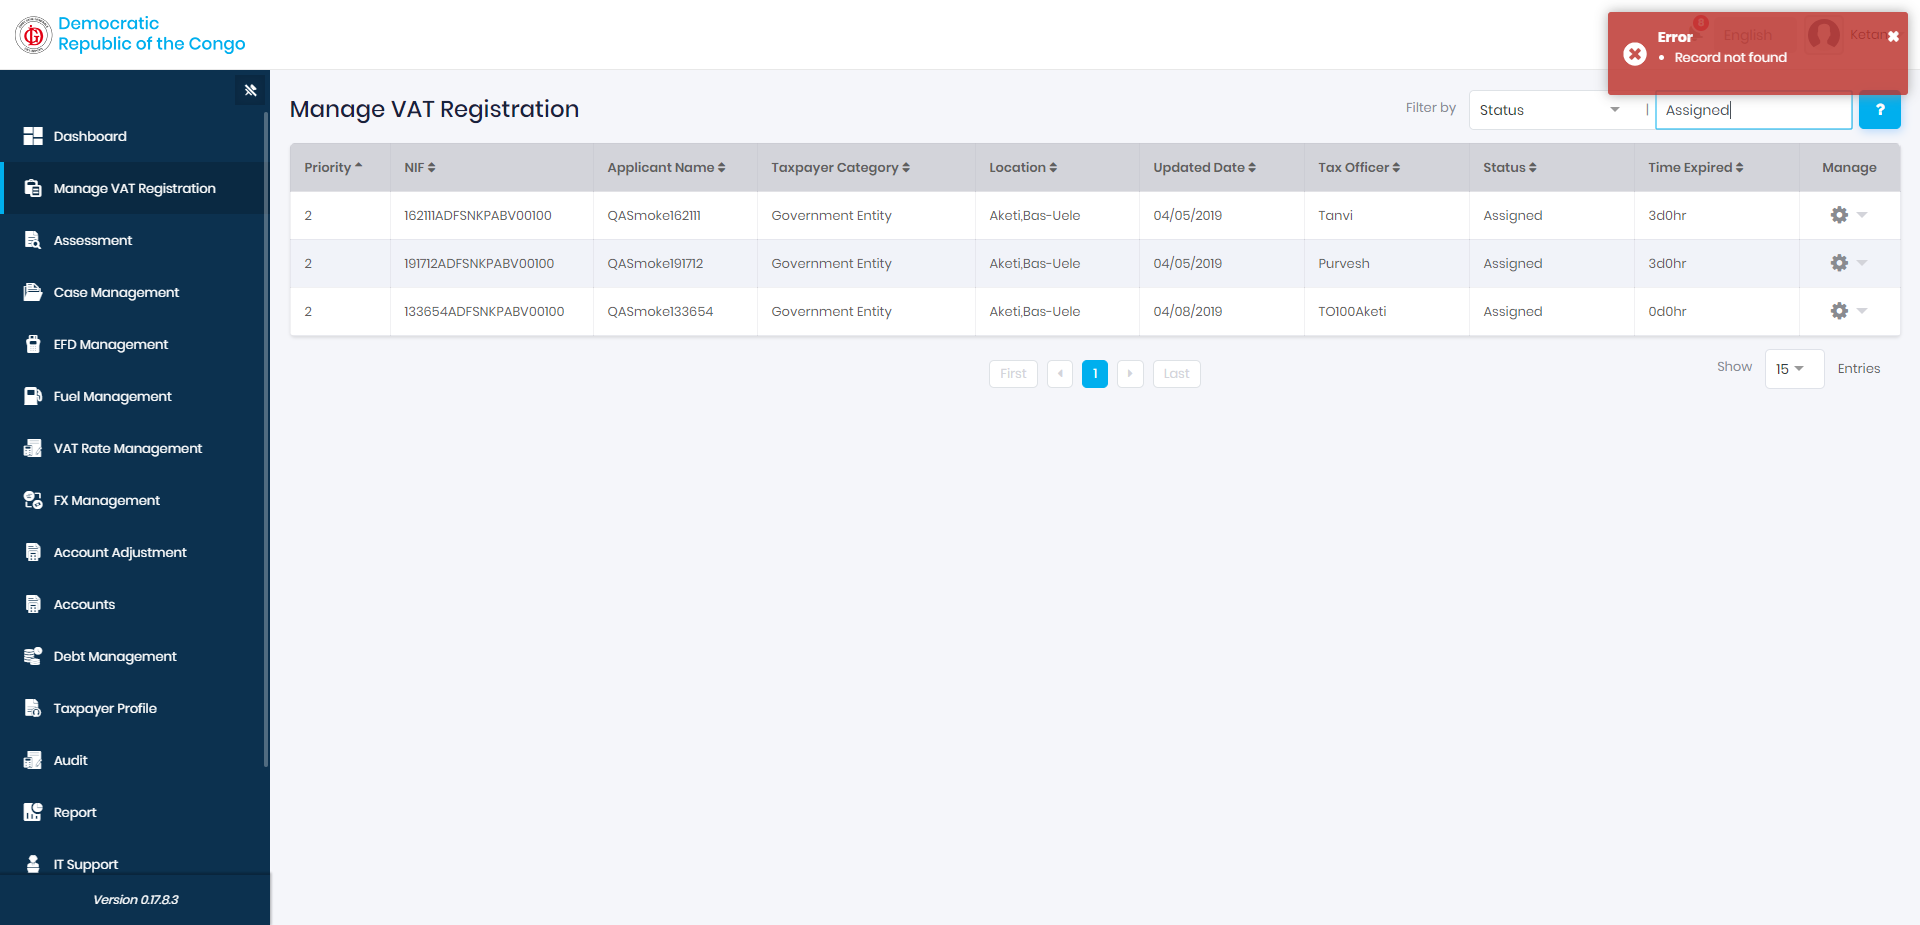 Democratic
Republic of the Congo
8
English
Ketan
Error
Record not found
Dashboard
Manage VAT Registration
Assessment
Case Management
EFD Management
Fuel Management
VAT Rate Management
FX Management
Account Adjustment
Accounts
Debt Management
Taxpayer Profile
Audit
Report
IT Support
Version 0.17.8.3
Manage VAT Registration
Filter by Status | Assigned ?
Priority NIF Applicant Name Taxpayer Category Location Updated Date Tax Officer Status Time Expired Manage
2 162111ADFSNKPABV00100 QASmoke162111 Government Entity Aketi,Bas-Uele 04/05/2019 Tanvi Assigned 3d0hr
2 191712ADFSNKPABV00100 QASmoke191712 Government Entity Aketi,Bas-Uele 04/05/2019 Purvesh Assigned 3d0hr
2 133654ADFSNKPABV00100 QASmoke133654 Government Entity Aketi,Bas-Uele 04/08/2019 TO100Aketi Assigned 0d0hr
First 1 Last
Show 15 Entries